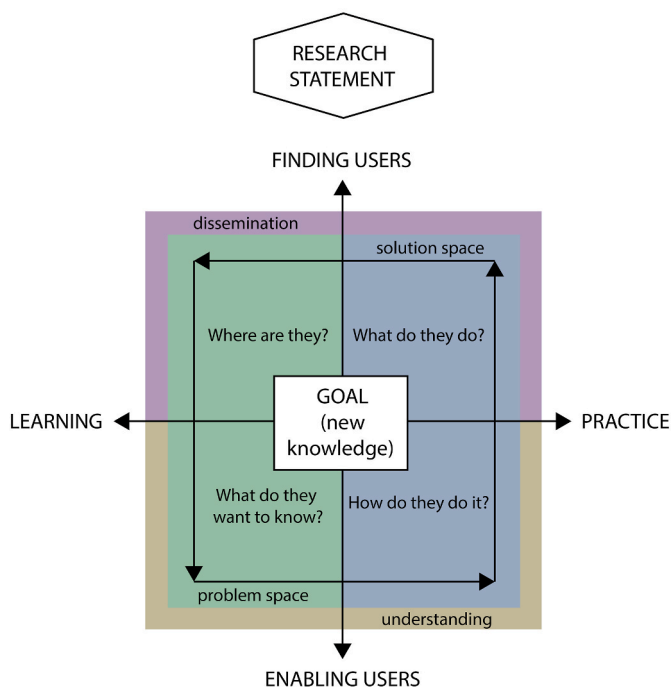 RESEARCH
STATEMENT
FINDING USERS
dissemination
solution space
Where are they?
What do they do?
LEARNING
GOAL
(new
knowledge)
PRACTICE
What do they
want to know?
How do they do it?
problem space
understanding
ENABLING USERS